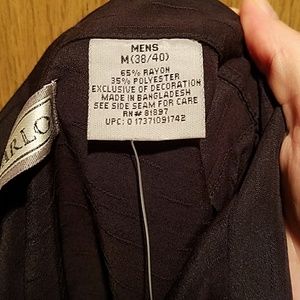 MENS
M(38/40)
65% RAYON
35% POLYESTER
EXCLUSIVE OF DECORATION
MADE IN BANGLADESH
SEE SIDE SEAM FOR CARE
RN# 81897
UPC: 0 17371091742